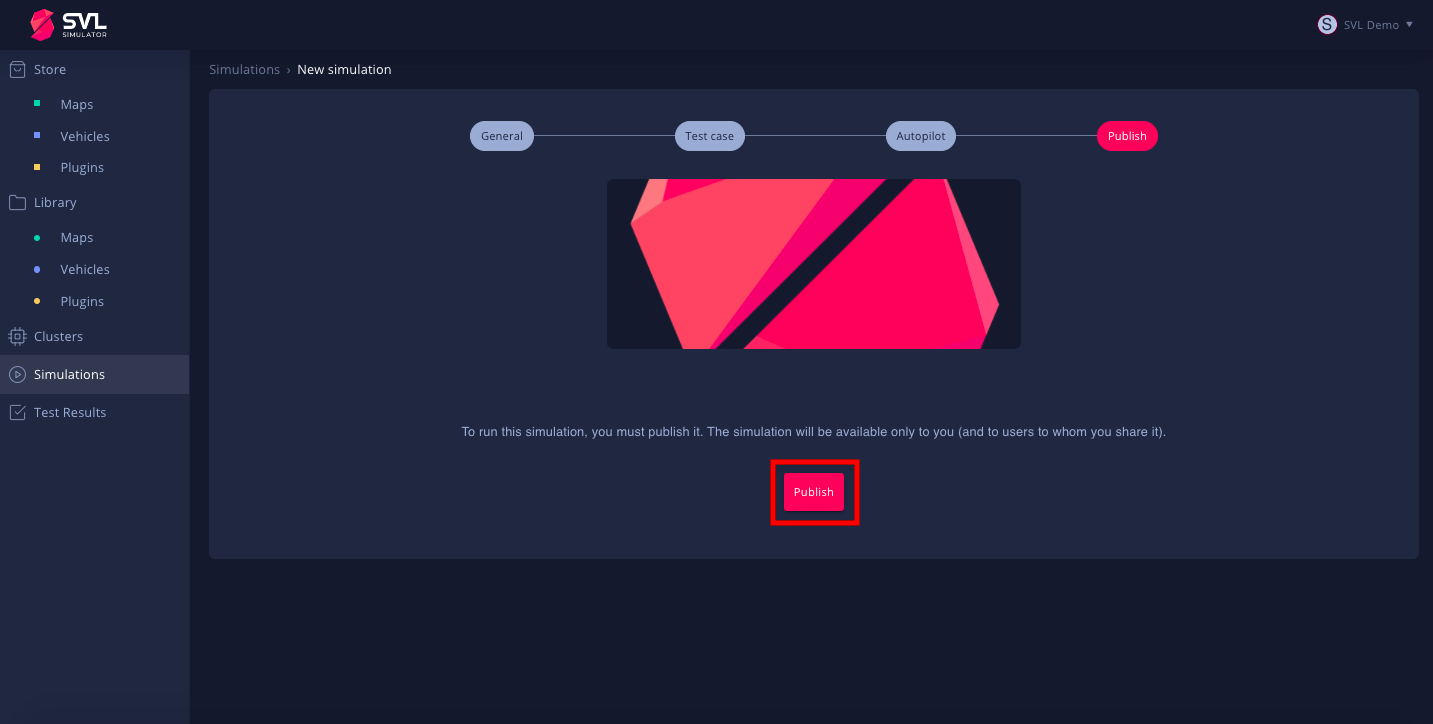 SVL
SIMULATOR
S SVL Demo
Store
Maps
Vehicles
Plugins
Library
Maps
Vehicles
Plugins
Clusters
Simulations
Test Results
Simulations › New simulation
General
Test case
Autopilot
Publish
To run this simulation, you must publish it. The simulation will be available only to you (and to users to whom you share it).
Publish